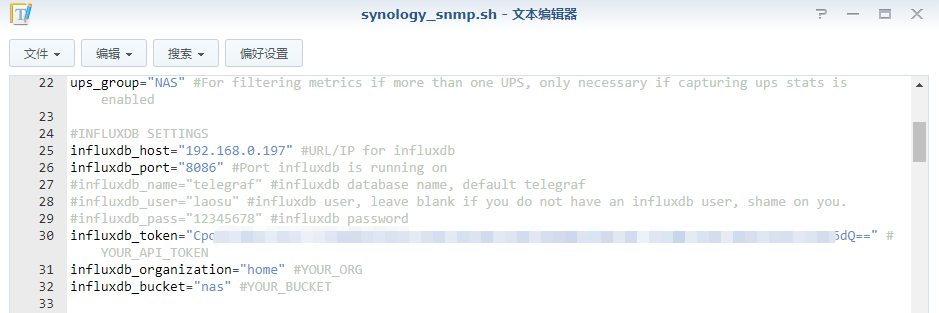 synology_snmp.sh - 文本编辑器
文件 编辑 搜索 偏好设置
22 ups_group="NAS" #For filtering metrics if more than one UPS, only necessary if capturing ups stats is
enabled
23
24 #INFLUXDB SETTINGS
25 influxdb_host="192.168.0.197" #URL/IP for influxdb
26 influxdb_port="8086" #Port influxdb is running on
27 #influxdb_name="telegraf" #influxdb database name, default telegraf
28 #influxdb_user="laosu" #influxdb user, leave blank if you do not have an influxdb user, shame on you.
29 #influxdb_pass="12345678" #influxdb password
30 influxdb_token="Cpq 6dQ==" #
YOUR_API_TOKEN
31 influxdb_organization="home" #YOUR_ORG
32 influxdb_bucket="nas" #YOUR_BUCKET
33